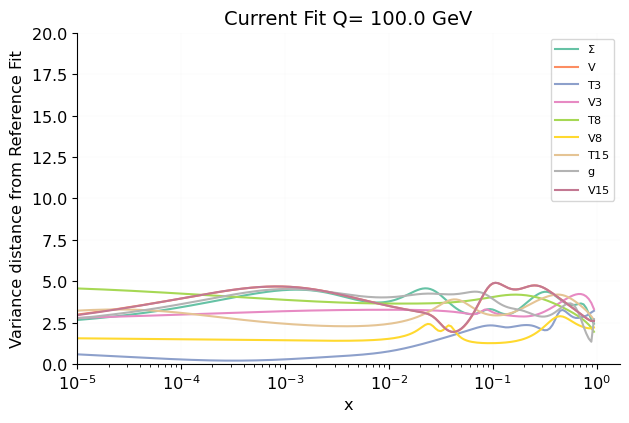 Current Fit Q= 100.0 GeV
Variance distance from Reference Fit
20.0
17.5
15.0
12.5
10.0
7.5
5.0
2.5
0.0
10⁻⁵
10⁻⁴
10⁻³
10⁻²
10⁻¹
10⁰
x
Σ
V
T3
V3
T8
V8
T15
g
V15